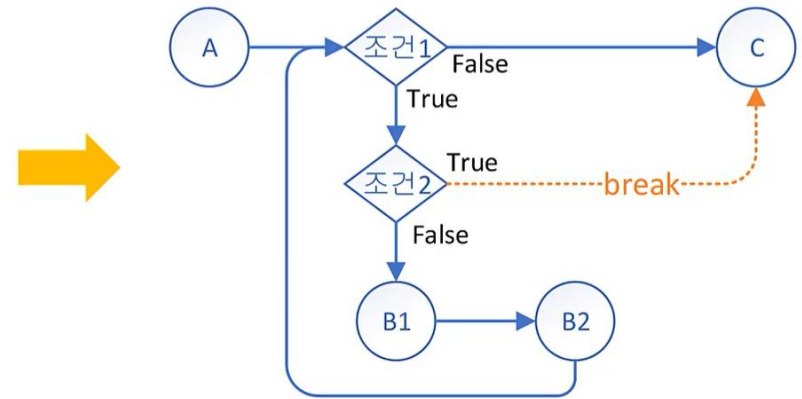 A
조건1
False
C
True
조건2
True
break
False
B1
B2